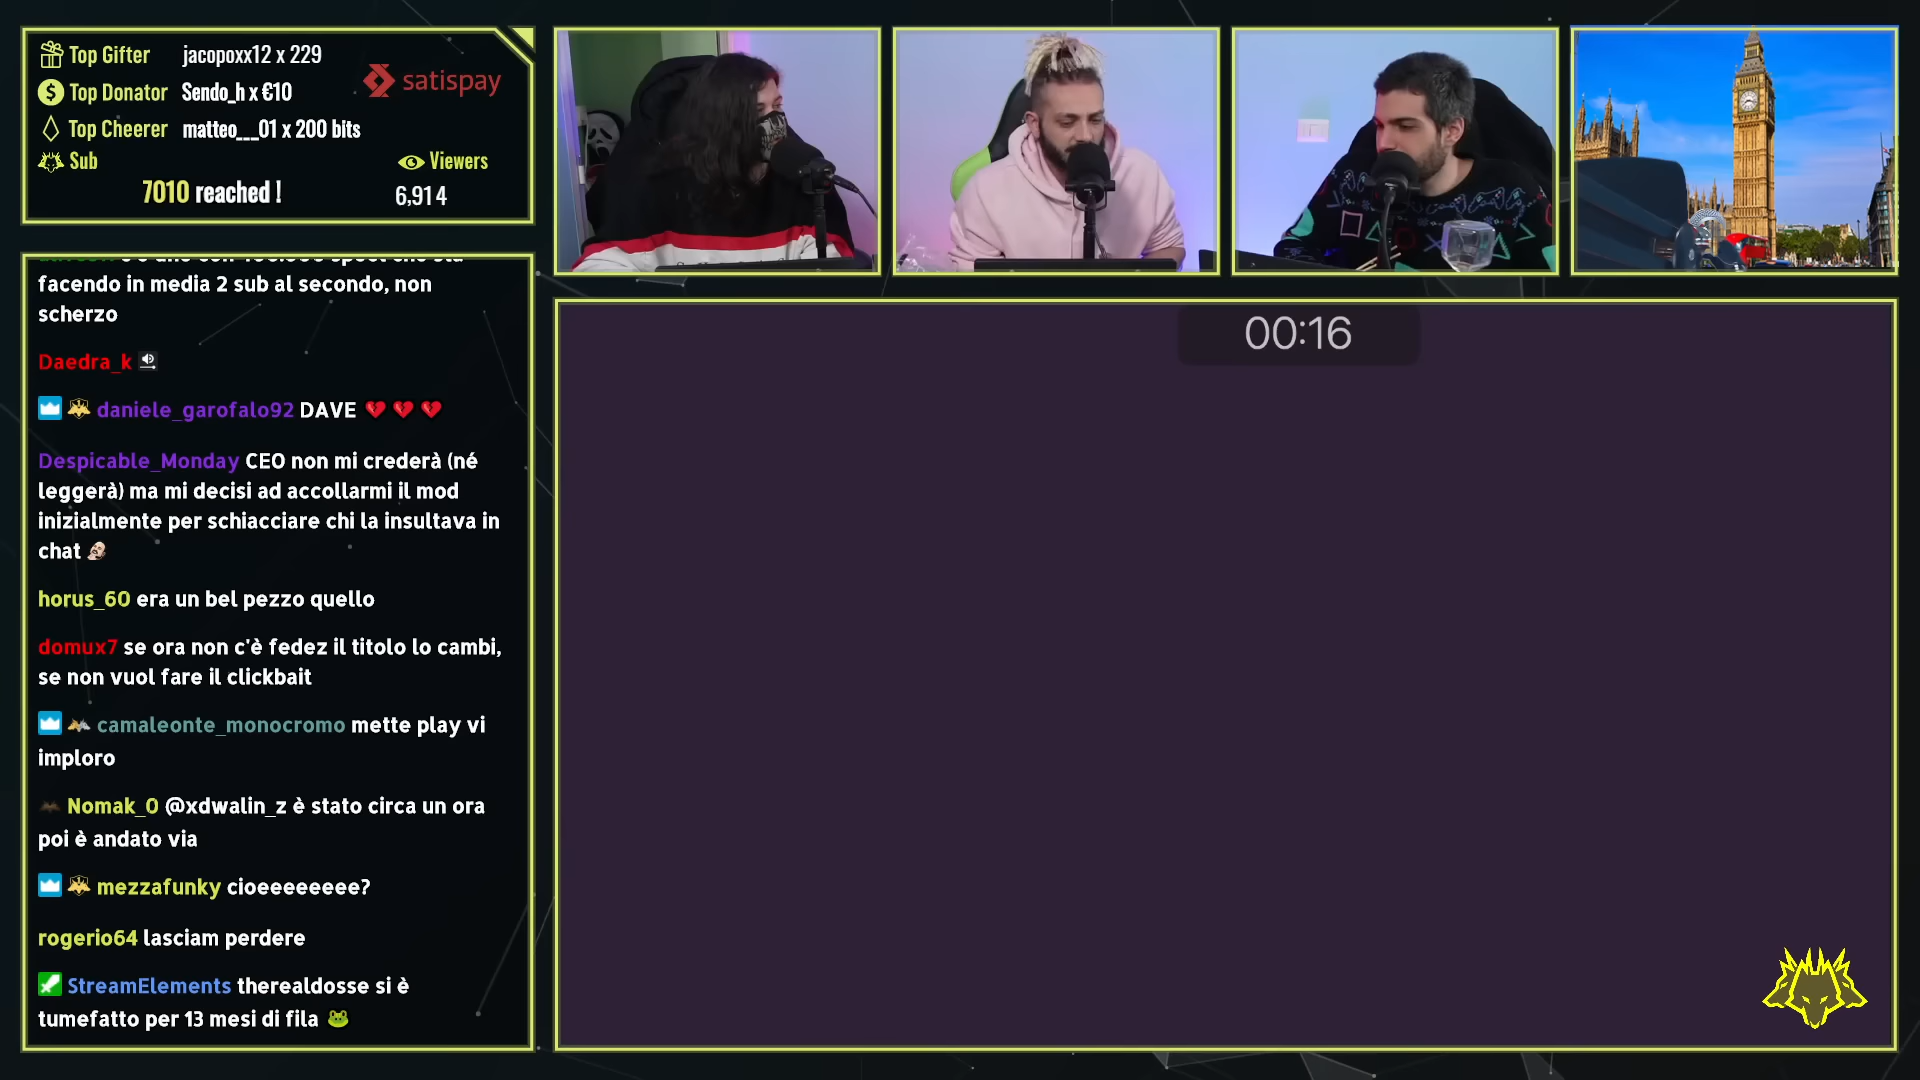 Top Gifter jacopoxx12 x 229
satispay
Top Donator Sendo_h x €10
Top Cheerer matteo___01 x 200 bits
Sub
Viewers
7010 reached !
6,914
facendo in media 2 sub al secondo, non
scherzo
Daedra_k
daniele_garofalo92 DAVE
Despicable_Monday CEO non mi crederà (né
leggerà) ma mi decisi ad accollarmi il mod
inizialmente per schiacciare chi la insultava in
chat
horus_60 era un bel pezzo quello
domux7 se ora non c'è fedez il titolo lo cambi,
se non vuol fare il clickbait
camaleonte_monocromo mette play vi
imploro
Nomak_0 @xdwalin_z è stato circa un ora
poi è andato via
mezzafunky cioeeeeeeee?
rogerio64 lasciam perdere
StreamElements therealdosse si è
tumefatto per 13 mesi di fila
00:16